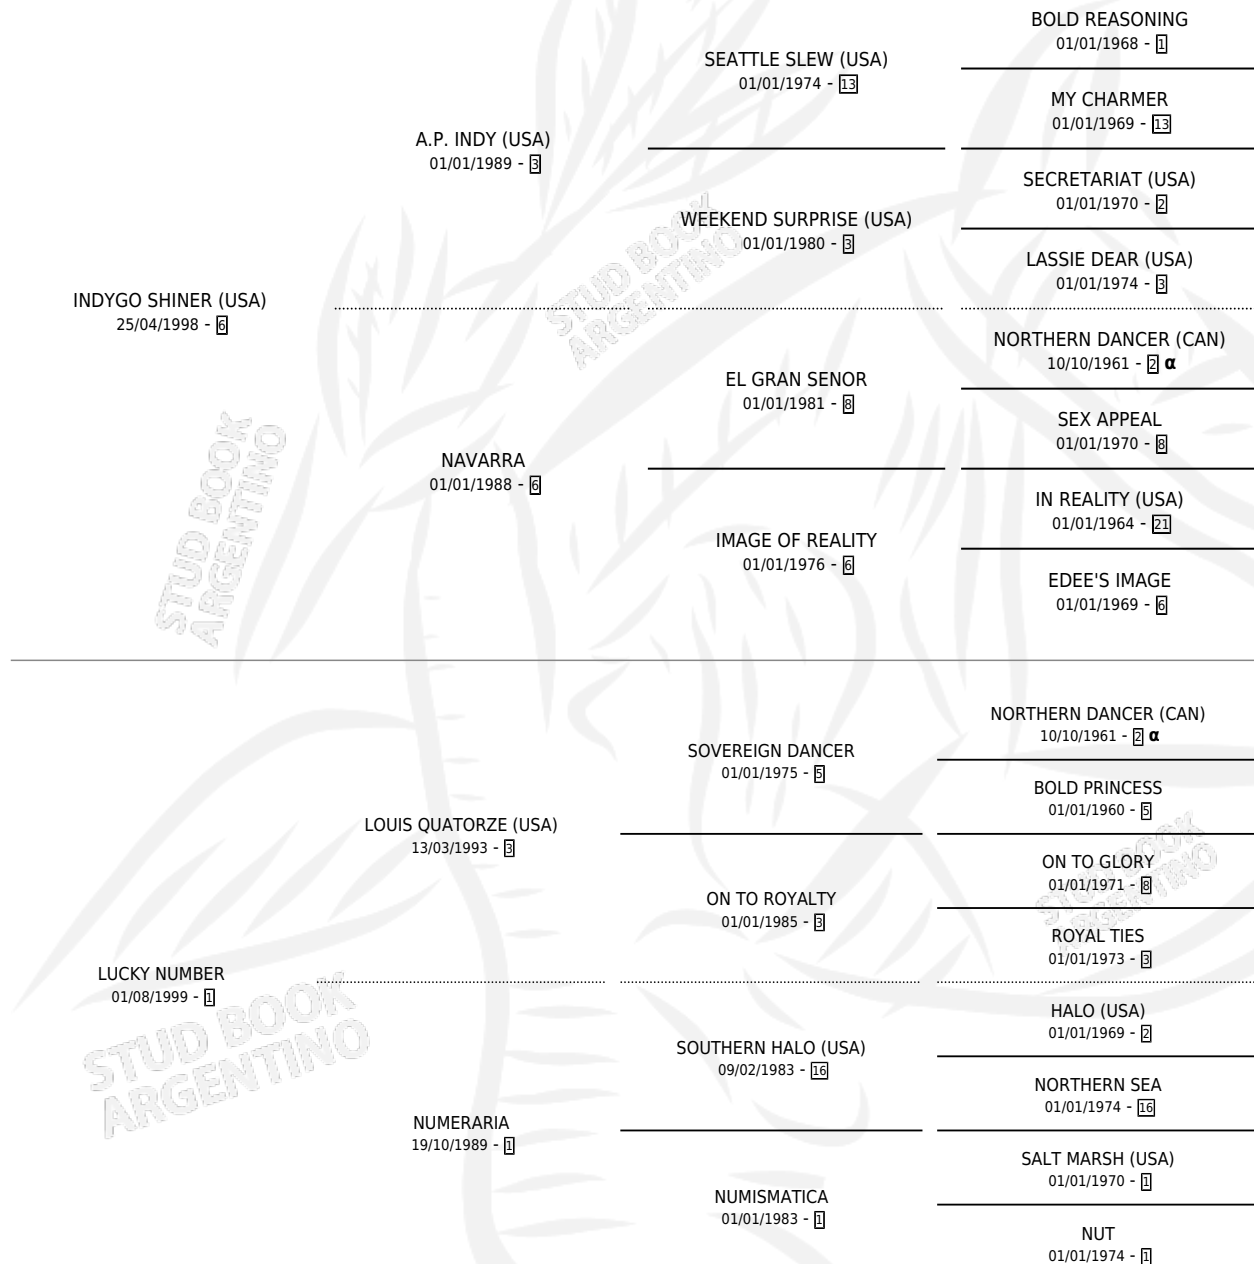 BOLD REASONING
01/01/1968 - 1
SEATTLE SLEW (USA)
01/01/1974 - 13
MY CHARMER
01/01/1969 - 13
A.P. INDY (USA)
01/01/1989 - 3
SECRETARIAT (USA)
01/01/1970 - 2
WEEKEND SURPRISE (USA)
01/01/1980 - 3
LASSIE DEAR (USA)
01/01/1974 - 3
INDYGO SHINER (USA)
25/04/1998 - 6
STUD BOOK
ARGENTINO
NORTHERN DANCER (CAN)
10/10/1961 - 2 α
EL GRAN SENOR
01/01/1981 - 8
SEX APPEAL
01/01/1970 - 8
NAVARRA
01/01/1988 - 6
IN REALITY (USA)
01/01/1964 - 21
IMAGE OF REALITY
01/01/1976 - 6
EDEE'S IMAGE
01/01/1969 - 6
STUD BOOK
ARGENTINO
NORTHERN DANCER (CAN)
10/10/1961 - 2 α
SOVEREIGN DANCER
01/01/1975 - 5
BOLD PRINCESS
01/01/1960 - 5
LOUIS QUATORZE (USA)
13/03/1993 - 3
ON TO GLORY
01/01/1971 - 8
STUD BOOK
ARGENTINO
ON TO ROYALTY
01/01/1985 - 3
ROYAL TIES
01/01/1973 - 3
LUCKY NUMBER
01/08/1999 - 1
STUD BOOK
ARGENTINO
HALO (USA)
01/01/1969 - 2
SOUTHERN HALO (USA)
09/02/1983 - 16
NORTHERN SEA
01/01/1974 - 16
NUMERARIA
19/10/1989 - 1
SALT MARSH (USA)
01/01/1970 - 1
NUMISMATICA
01/01/1983 - 1
NUT
01/01/1974 - 1